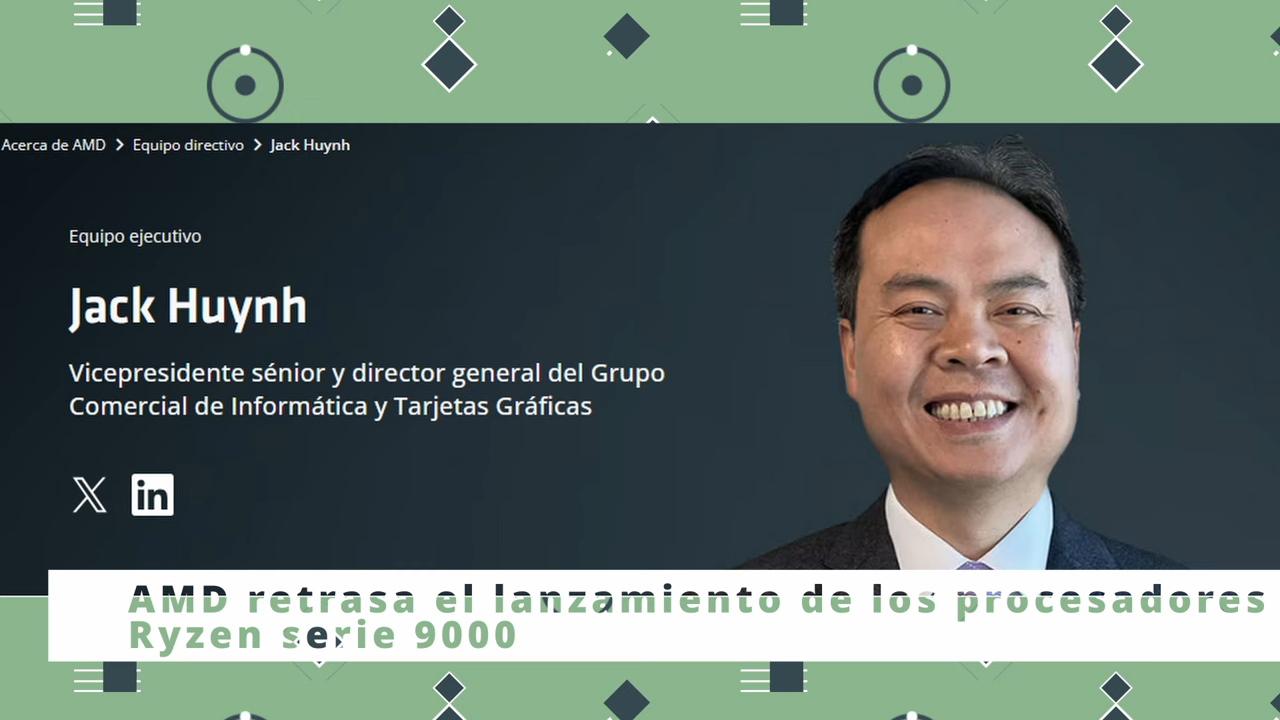 Acerca de AMD > Equipo directivo > Jack Huynh
Equipo ejecutivo
Jack Huynh
Vicepresidente sénior y director general del Grupo
Comercial de Informática y Tarjetas Gráficas
in
AMD retrasa el lanzamiento de los procesadores
Ryzen serie 9000